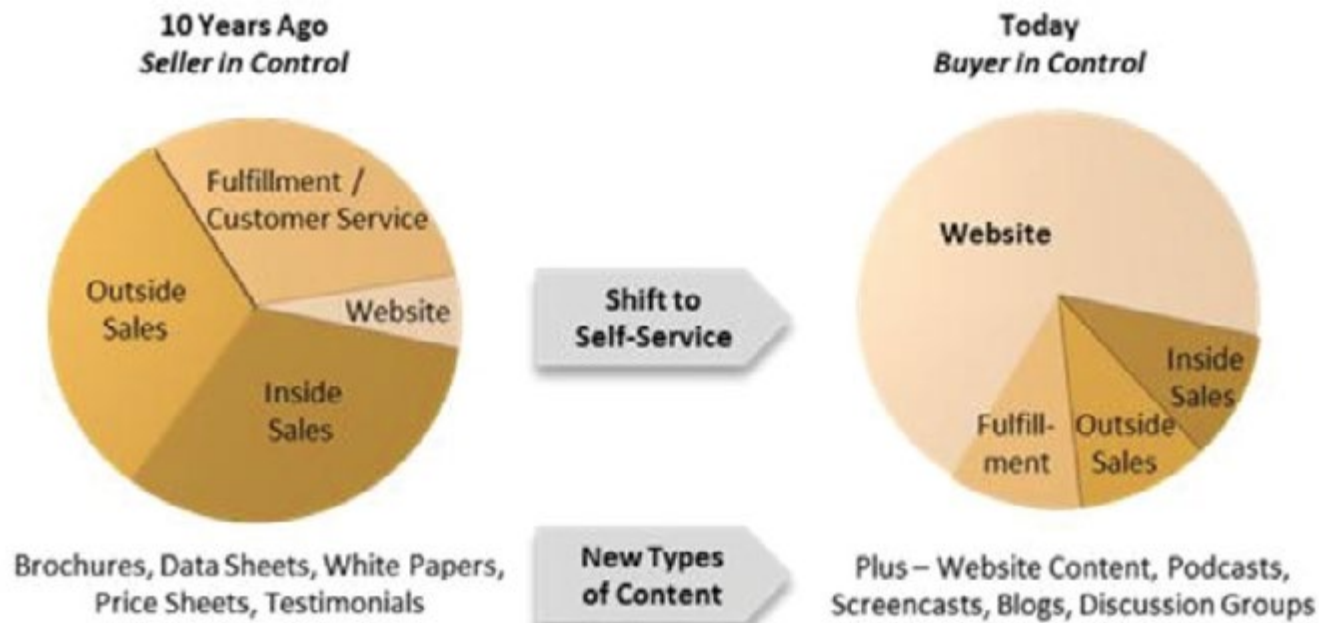 10 Years Ago
Seller in Control
Fulfillment /
Customer Service
Outside
Sales
Website
Inside
Sales
Brochures, Data Sheets, White Papers,
Price Sheets, Testimonials
Shift to
Self-Service
New Types
of Content
Today
Buyer in Control
Website
Inside
Sales
Fulfill-
ment
Outside
Sales
Plus – Website Content, Podcasts,
Screencasts, Blogs, Discussion Groups